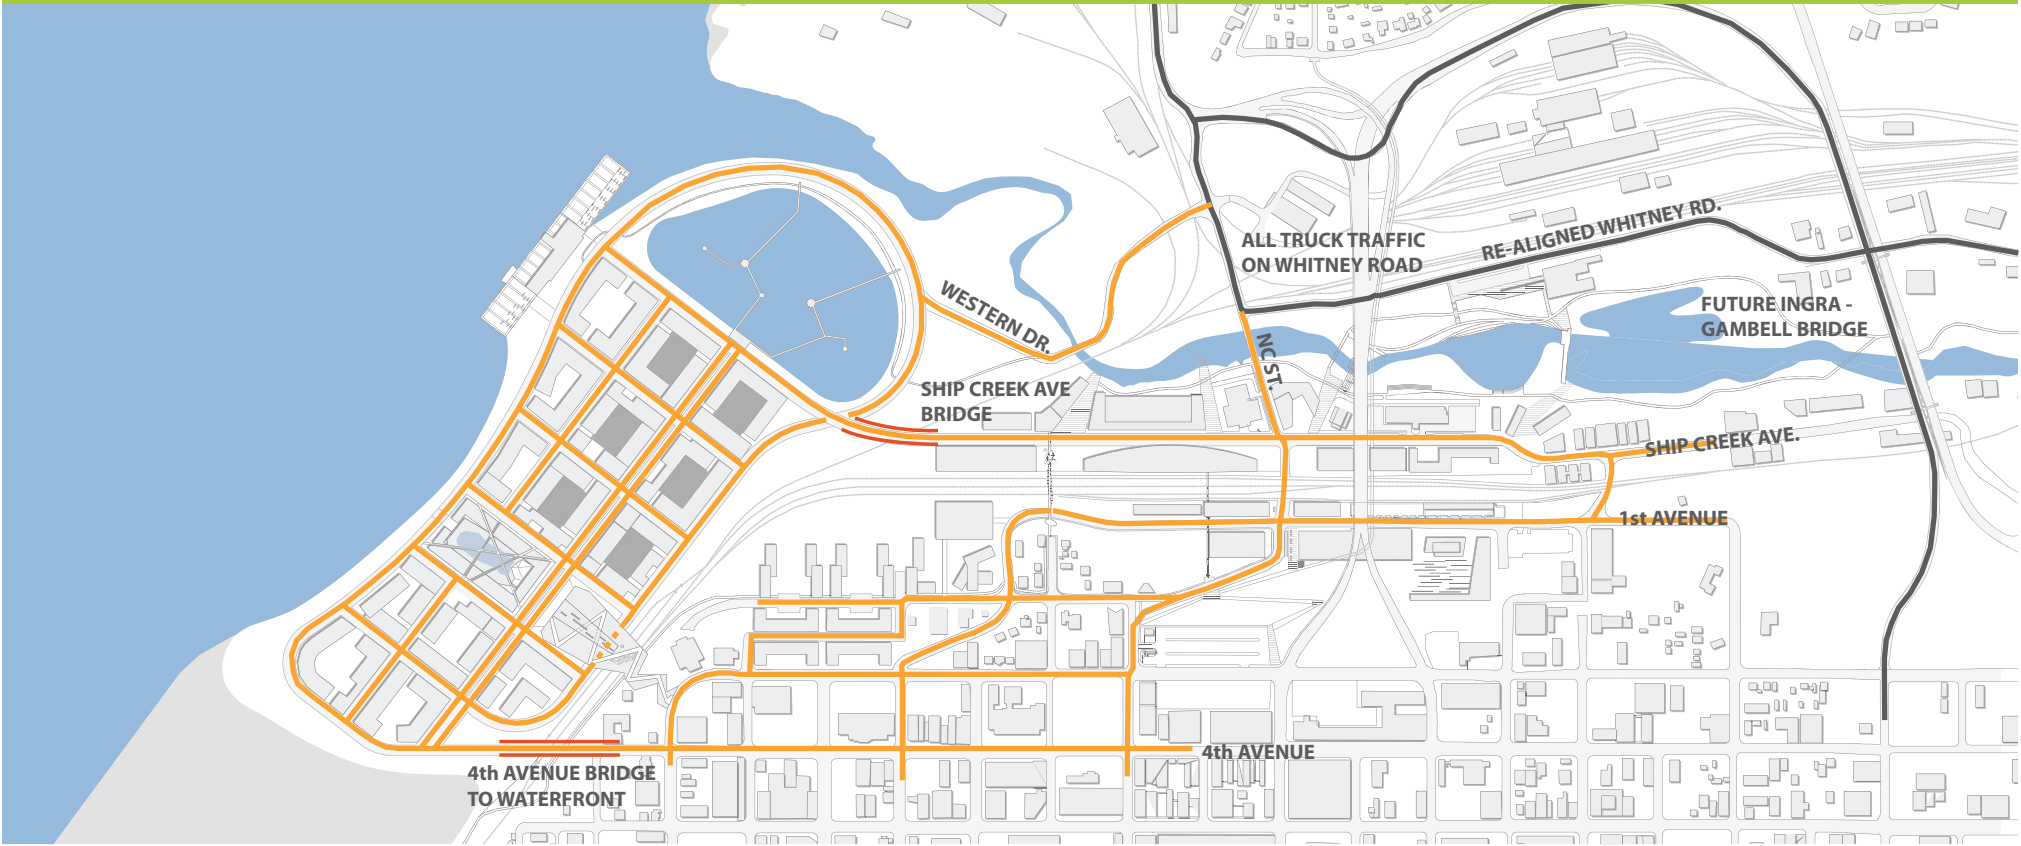 ALL TRUCK TRAFFIC
ON WHITNEY ROAD
RE-ALIGNED WHITNEY RD.
WESTERN DR.
FUTURE INGRA -
GAMBELL BRIDGE
NC ST.
SHIP CREEK AVE
BRIDGE
SHIP CREEK AVE.
1st AVENUE
4th AVENUE
4th AVENUE BRIDGE
TO WATERFRONT